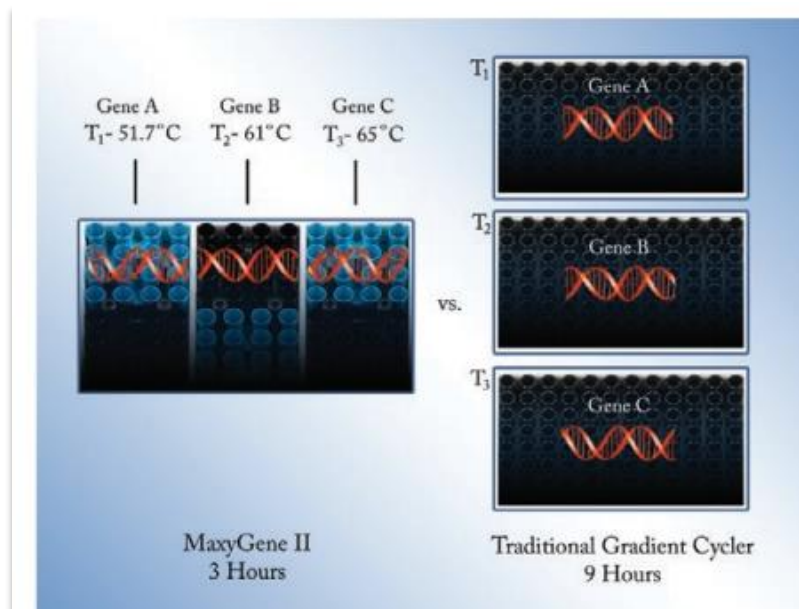 Gene A
T₁- 51.7°C
Gene B
T₂- 61°C
Gene C
T₃- 65°C
vs.
T₁
Gene A
T₂
Gene B
T₃
Gene C
MaxyGene II
3 Hours
Traditional Gradient Cycler
9 Hours